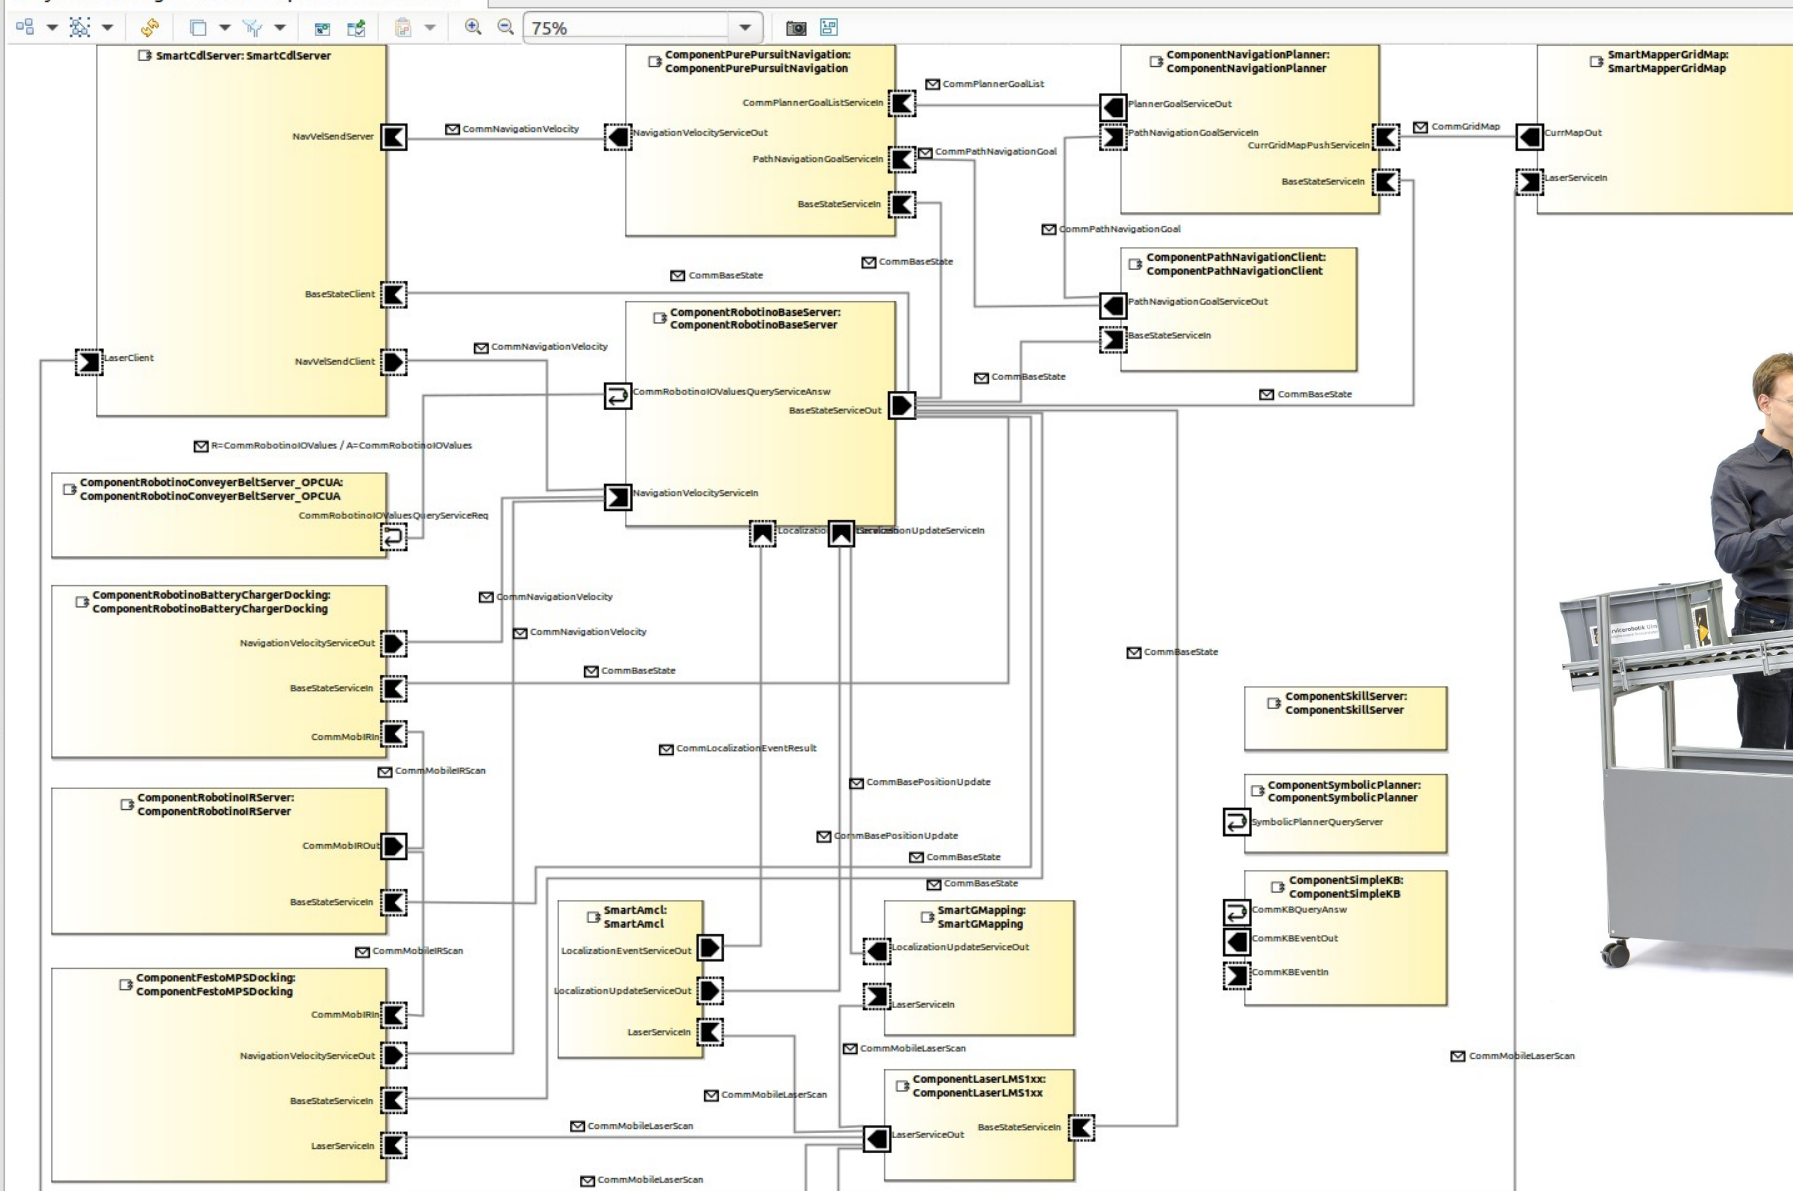 75%
SmartCdlServer: SmartCdlServer
NavVelSendServer
BaseStateClient
LaserClient
NavVelSendClient
CommNavigationVelocity
ComponentPurePursuitNavigation:
ComponentPurePursuitNavigation
CommPlannerGoalListServiceIn
NavigationVelocityServiceOut
PathNavigationGoalServiceIn
BaseStateServiceIn
CommPlannerGoalList
CommPathNavigationGoal
ComponentNavigationPlanner:
ComponentNavigationPlanner
PlannerGoalServiceOut
PathNavigationGoalServiceIn
CurrGridMapPushServiceIn
BaseStateServiceIn
CommGridMap
SmartMapperGridMap:
SmartMapperGridMap
CurrMapOut
LaserServiceIn
CommPathNavigationGoal
CommBaseState
CommBaseState
ComponentPathNavigationClient:
ComponentPathNavigationClient
PathNavigationGoalServiceOut
BaseStateServiceIn
CommNavigationVelocity
ComponentRobotinoBaseServer:
ComponentRobotinoBaseServer
CommRobotinoIOValuesQueryServiceAnsw
BaseStateServiceOut
NavigationVelocityServiceIn
CommBaseState
CommBaseState
R=CommRobotinoIOValues / A=CommRobotinoIOValues
ComponentRobotinoConveyerBeltServer_OPCUA:
ComponentRobotinoConveyerBeltServer_OPCUA
CommRobotinoIOValuesQueryServiceReq
ComponentRobotinoBatteryChargerDocking:
ComponentRobotinoBatteryChargerDocking
NavigationVelocityServiceOut
BaseStateServiceIn
CommMobIRIn
CommNavigationVelocity
CommNavigationVelocity
CommBaseState
CommBaseState
CommLocalizationEventResult
CommBasePositionUpdate
CommMobileIRScan
ComponentRobotinoIRServer:
ComponentRobotinoIRServer
CommMobIROut
BaseStateServiceIn
CommBasePositionUpdate
CommBaseState
CommBaseState
CommMobileIRScan
ComponentSkillServer:
ComponentSkillServer
ComponentSymbolicPlanner:
ComponentSymbolicPlanner
SymbolicPlannerQueryServer
ComponentSimpleKB:
ComponentSimpleKB
CommKBQueryAnsw
CommKBEventOut
CommKBEventIn
SmartAmcl:
SmartAmcl
LocalizationEventServiceOut
LocalizationUpdateServiceOut
LaserServiceIn
SmartGMapping:
SmartGMapping
LocalizationUpdateServiceOut
LaserServiceIn
ComponentFestoMPSDocking:
ComponentFestoMPSDocking
CommMobIRIn
NavigationVelocityServiceOut
BaseStateServiceIn
LaserServiceIn
CommMobileLaserScan
CommMobileLaserScan
CommMobileLaserScan
CommMobileLaserScan
ComponentLaserLMS1xx:
ComponentLaserLMS1xx
LaserServiceOut
BaseStateServiceIn
CommMobileLaserScan